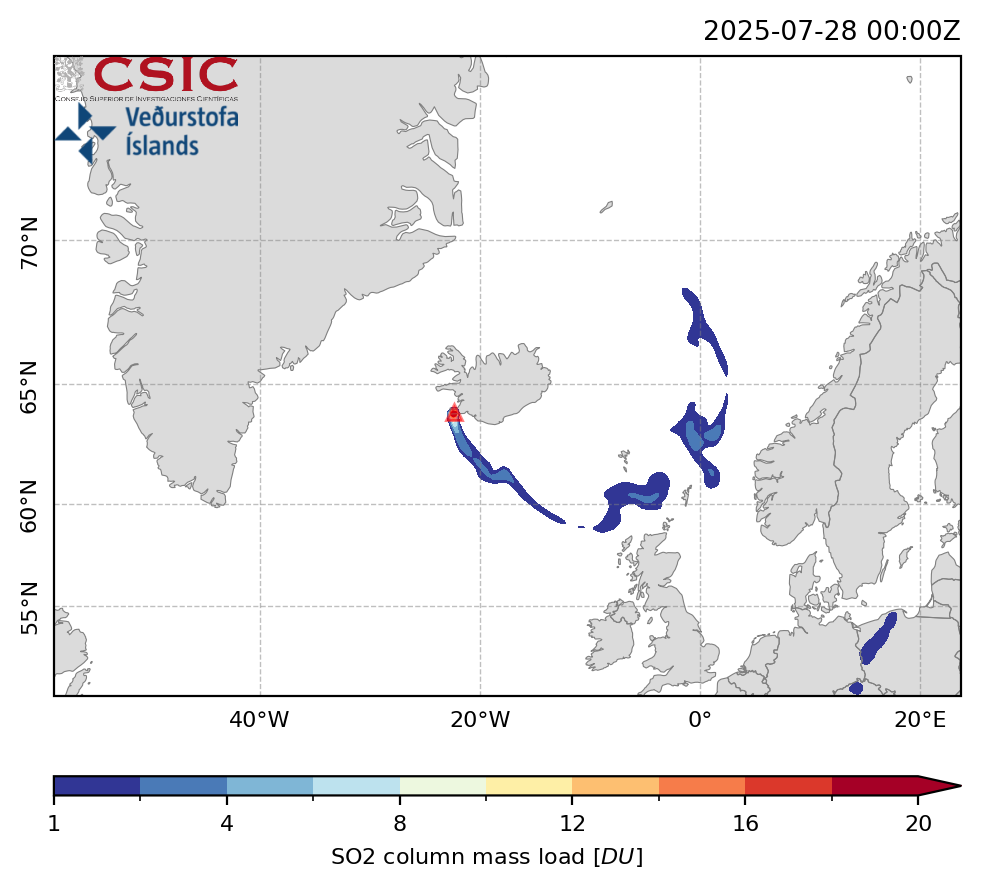 2025-07-28 00:00Z
CSIC
CONSEJO SUPERIOR DE INVESTIGACIONES CIENTÍFICAS
Veðurstofa
Íslands
70°N
65°N
60°N
55°N
40°W 20°W 0° 20°E
1 4 8 12 16 20
SO2 column mass load [DU]